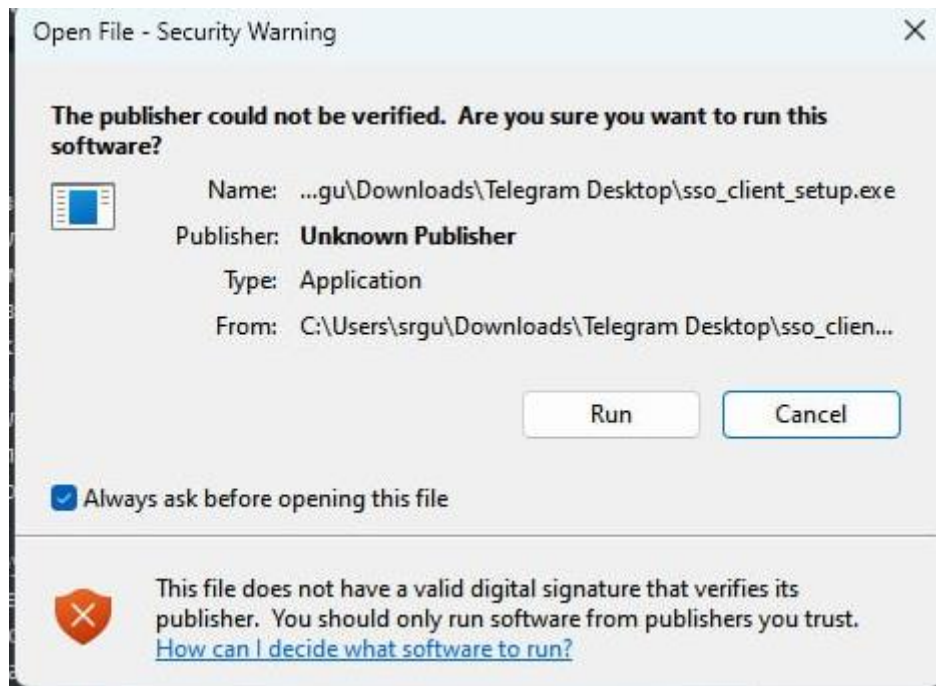 Open File - Security Warning
The publisher could not be verified.  Are you sure you want to run this
software?
Name: ...gu\Downloads\Telegram Desktop\sso_client_setup.exe
Publisher: Unknown Publisher
Type: Application
From: C:\Users\srgu\Downloads\Telegram Desktop\sso_clien...
Run Cancel
Always ask before opening this file
This file does not have a valid digital signature that verifies its
publisher.  You should only run software from publishers you trust.
How can I decide what software to run?